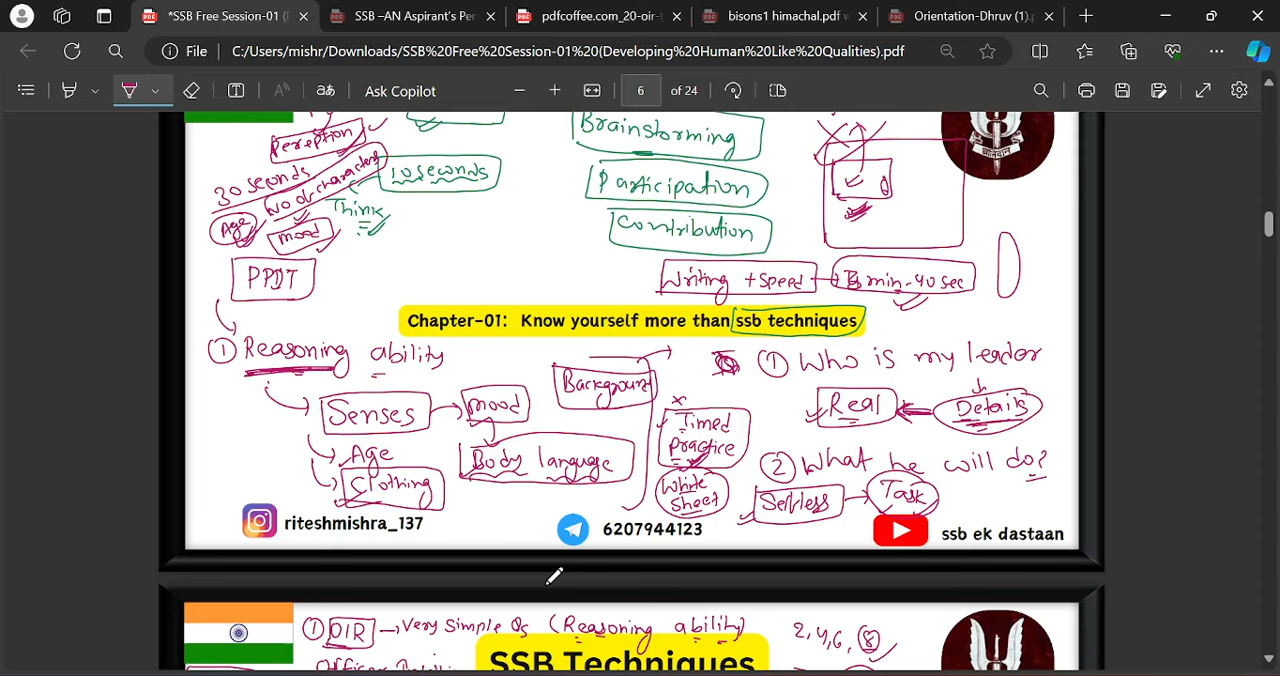 *SSB Free Session-01 (I
SSB –AN Aspirant's Per
pdfcoffee.com_20-oir-t
bisons1 himachal.pdf w
Orientation-Dhruv (1).p
File
C:/Users/mishr/Downloads/SSB%20Free%20Session-01%20(Developing%20Human%20Like%20Qualities).pdf
Ask Copilot
6 of 24
Perception
30 seconds
No of characters
10 seconds
Think
Age
mood
PPDT
Brainstorming
Participation
Contribution
Writing + Speed
min-40sec
बलिदान
Chapter-01: Know yourself more than ssb techniques
① Reasoning ability
Senses
mood
Background
Age
Body language
Clothing
Timed Practice
White Sheet
① Who is my leader
Real
Details
② What he will do?
Selfless
Task
riteshmishra_137
6207944123
ssb ek dastaan
① OIR → Very Simple Qs (Reasoning ability)
2,4,6,8
SSB Techniques